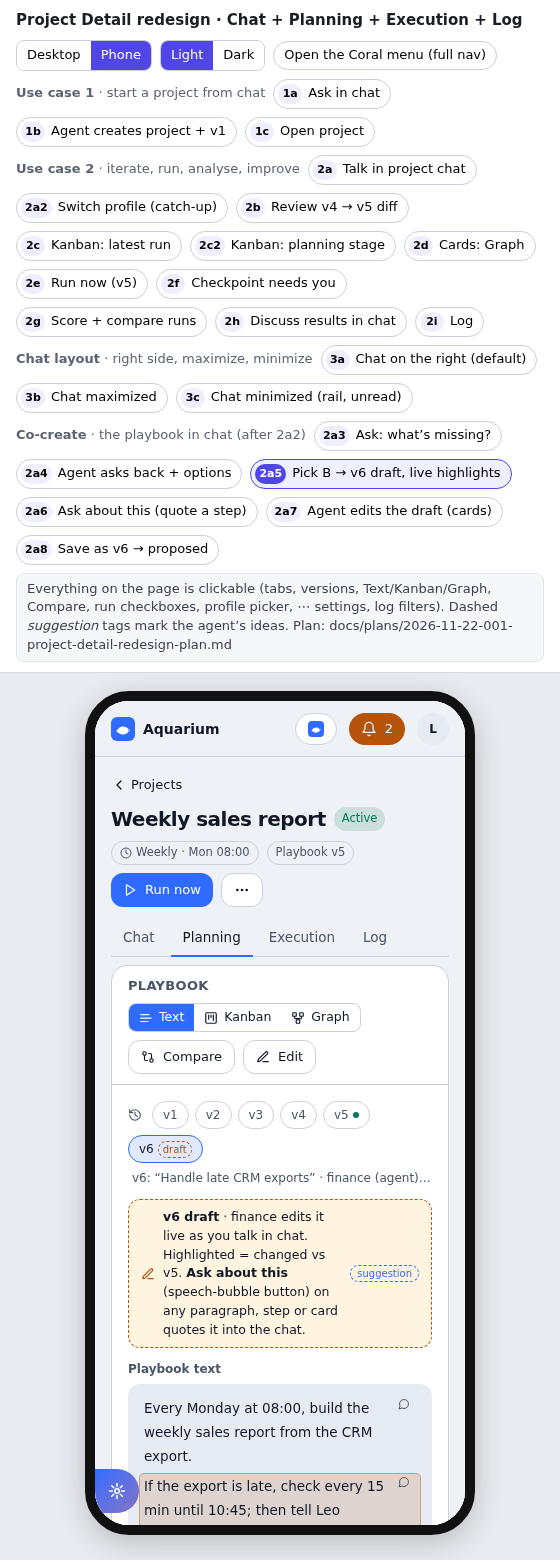 Project Detail redesign · Chat + Planning + Execution + Log
Desktop Phone Light Dark Open the Coral menu (full nav)
Use case 1 · start a project from chat 1a Ask in chat
1b Agent creates project + v1 1c Open project
Use case 2 · iterate, run, analyse, improve 2a Talk in project chat
2a2 Switch profile (catch-up) 2b Review v4 → v5 diff
2c Kanban: latest run 2c2 Kanban: planning stage 2d Cards: Graph
2e Run now (v5) 2f Checkpoint needs you
2g Score + compare runs 2h Discuss results in chat 2i Log
Chat layout · right side, maximize, minimize 3a Chat on the right (default)
3b Chat maximized 3c Chat minimized (rail, unread)
Co-create · the playbook in chat (after 2a2) 2a3 Ask: what’s missing?
2a4 Agent asks back + options 2a5 Pick B → v6 draft, live highlights
2a6 Ask about this (quote a step) 2a7 Agent edits the draft (cards)
2a8 Save as v6 → proposed
Everything on the page is clickable (tabs, versions, Text/Kanban/Graph,
Compare, run checkboxes, profile picker, ⋯ settings, log filters). Dashed
suggestion tags mark the agent’s ideas. Plan: docs/plans/2026-11-22-001-
project-detail-redesign-plan.md
Aquarium 2 L
Projects
Weekly sales report Active
Weekly · Mon 08:00 Playbook v5
Run now
Chat Planning Execution Log
PLAYBOOK
Text Kanban Graph
Compare Edit
v1 v2 v3 v4 v5
v6 draft
v6: “Handle late CRM exports” · finance (agent)...
v6 draft · finance edits it
live as you talk in chat.
Highlighted = changed vs
v5. Ask about this
(speech-bubble button) on
any paragraph, step or card
quotes it into the chat.
suggestion
Playbook text
Every Monday at 08:00, build the
weekly sales report from the CRM
export.
If the export is late, check every 15
min until 10:45; then tell Leo